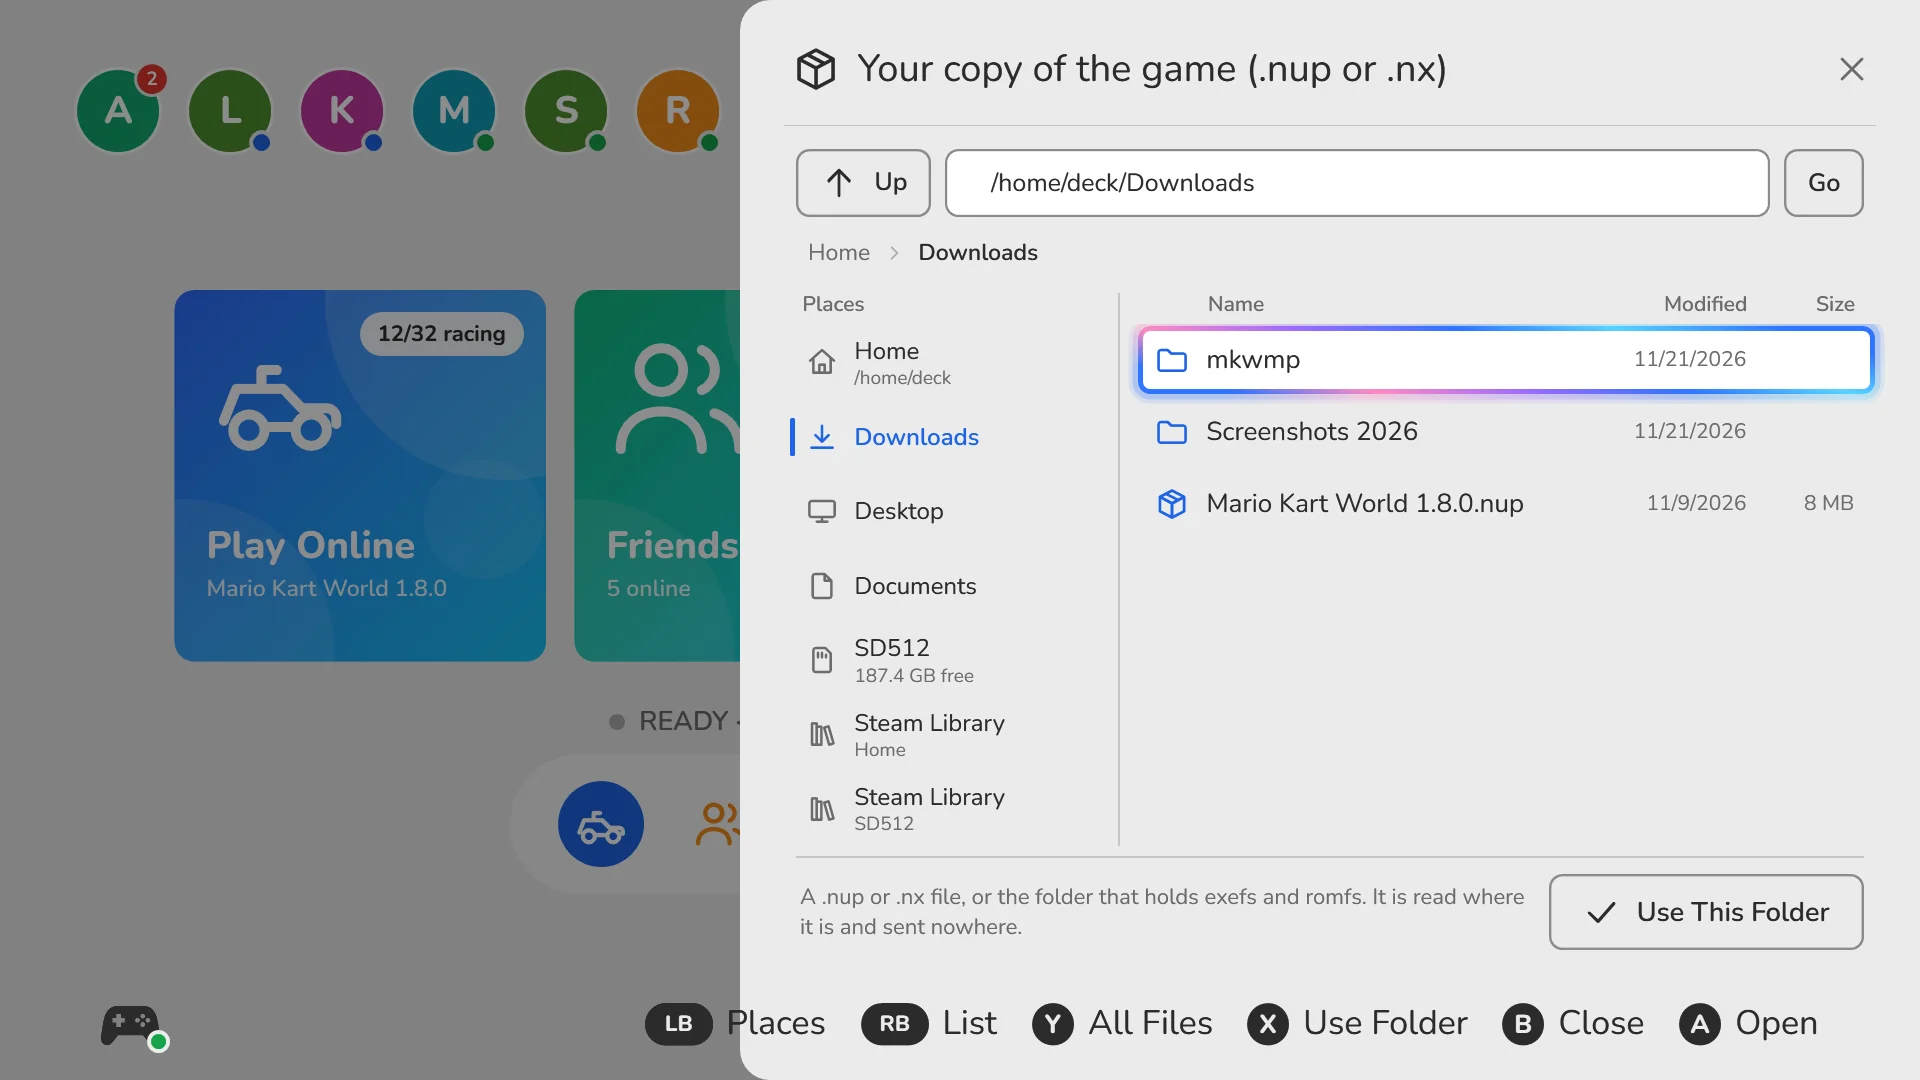 A
2
L
K
M
S
R
12/32 racing
Play Online
Mario Kart World 1.8.0
Friends
5 online
READY
Your copy of the game (.nup or .nx)
Up
/home/deck/Downloads
Go
Home
Downloads
Places
Home
/home/deck
Downloads
Desktop
Documents
SD512
187.4 GB free
Steam Library
Home
Steam Library
SD512
Name Modified Size
mkwmp 11/21/2026
Screenshots 2026 11/21/2026
Mario Kart World 1.8.0.nup 11/9/2026 8 MB
A .nup or .nx file, or the folder that holds exefs and romfs. It is read where
it is and sent nowhere.
Use This Folder
LB Places RB List Y All Files X Use Folder B Close A Open